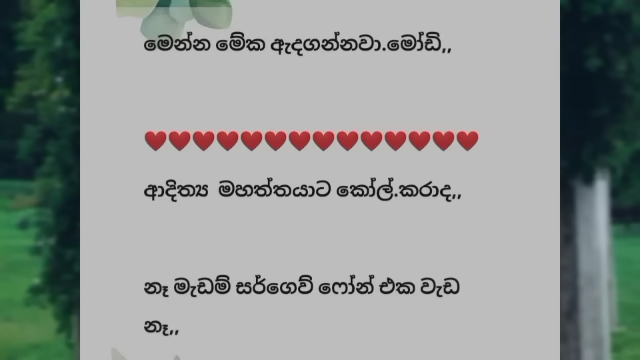 මෙන්න මේක ඇදගන්නවා.මෝඩි,,
❤❤❤❤❤❤❤❤❤❤❤❤❤❤
ආදිත්‍ය මහත්තයාට කෝල්.කරාද,,
නෑ මැඩම් සර්ගෙව් ෆෝන් එක වැඩ
නෑ,,